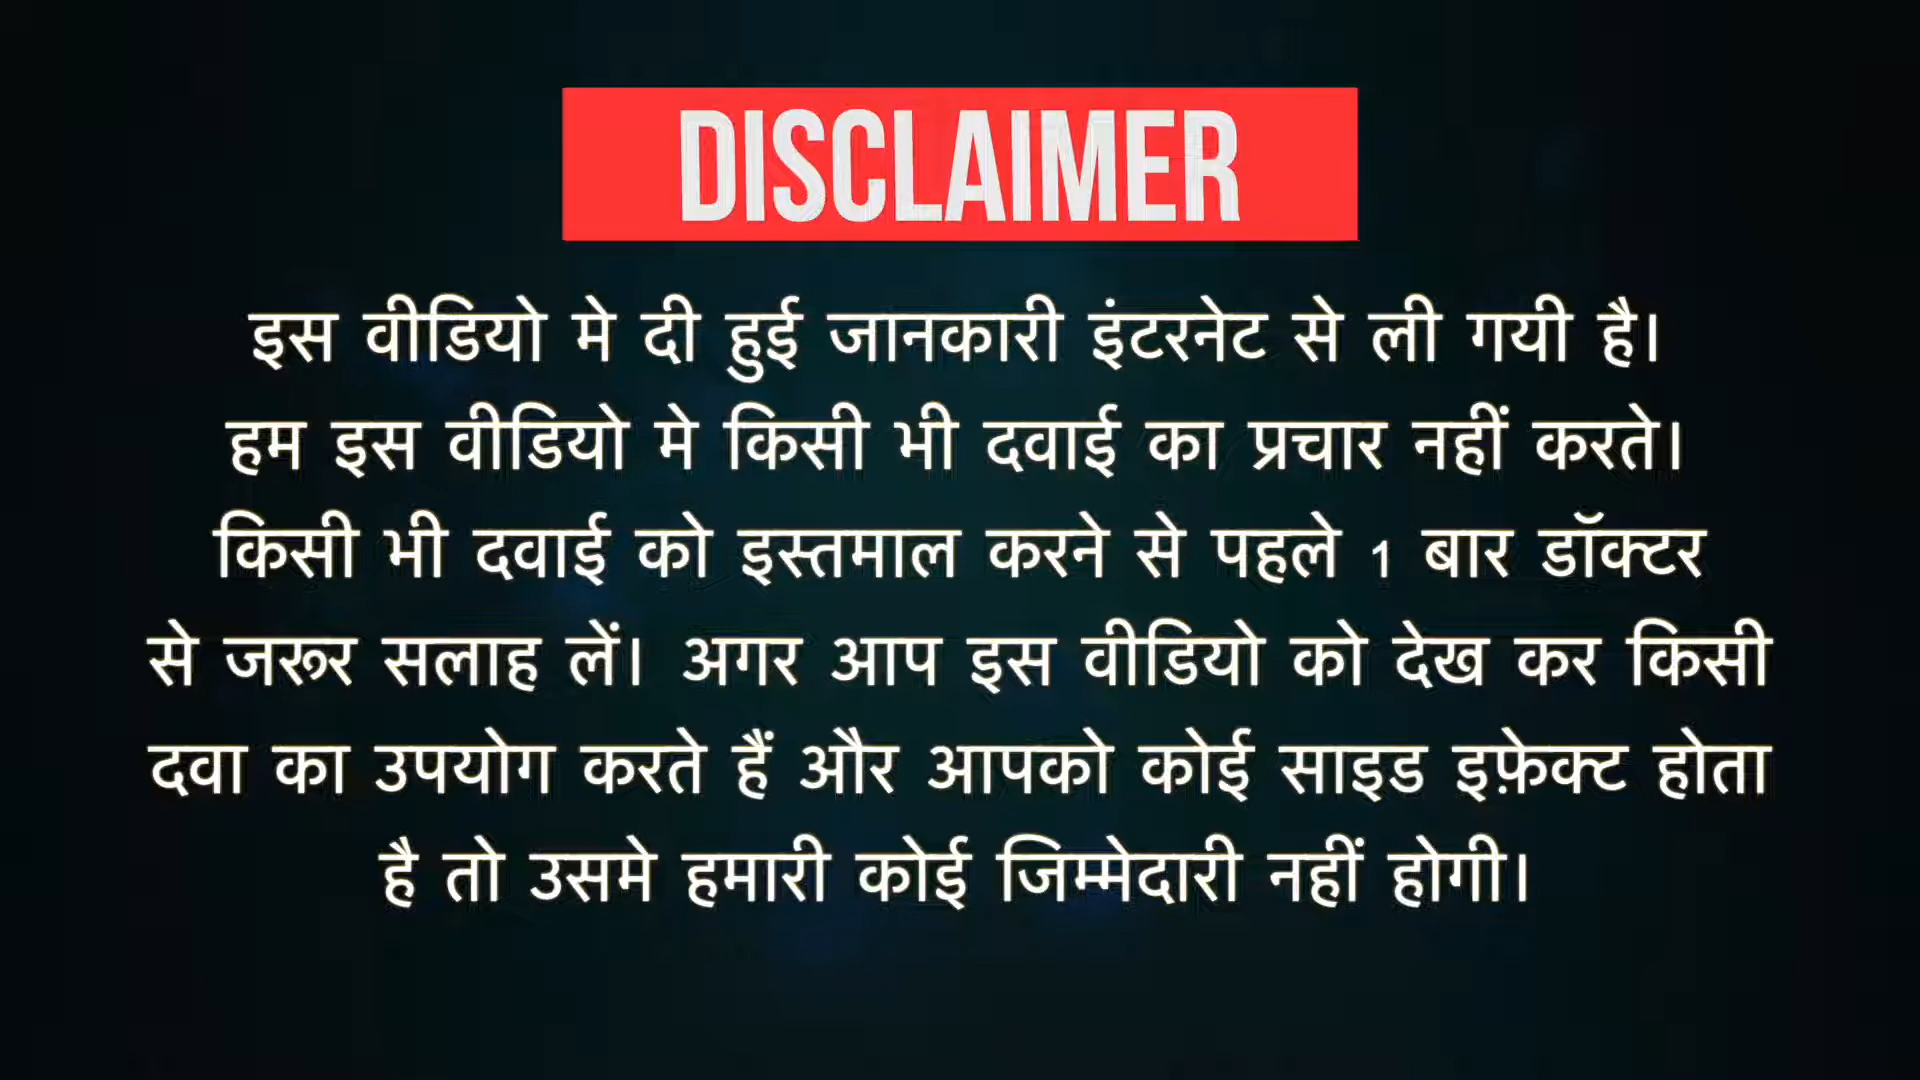 DISCLAIMER
इस वीडियो मे दी हुई जानकारी इंटरनेट से ली गयी है।
हम इस वीडियो मे किसी भी दवाई का प्रचार नहीं करते।
किसी भी दवाई को इस्तमाल करने से पहले 1 बार डॉक्टर
से जरूर सलाह लें। अगर आप इस वीडियो को देख कर किसी
दवा का उपयोग करते हैं और आपको कोई साइड इफ़ेक्ट होता
है तो उसमे हमारी कोई जिम्मेदारी नहीं होगी।